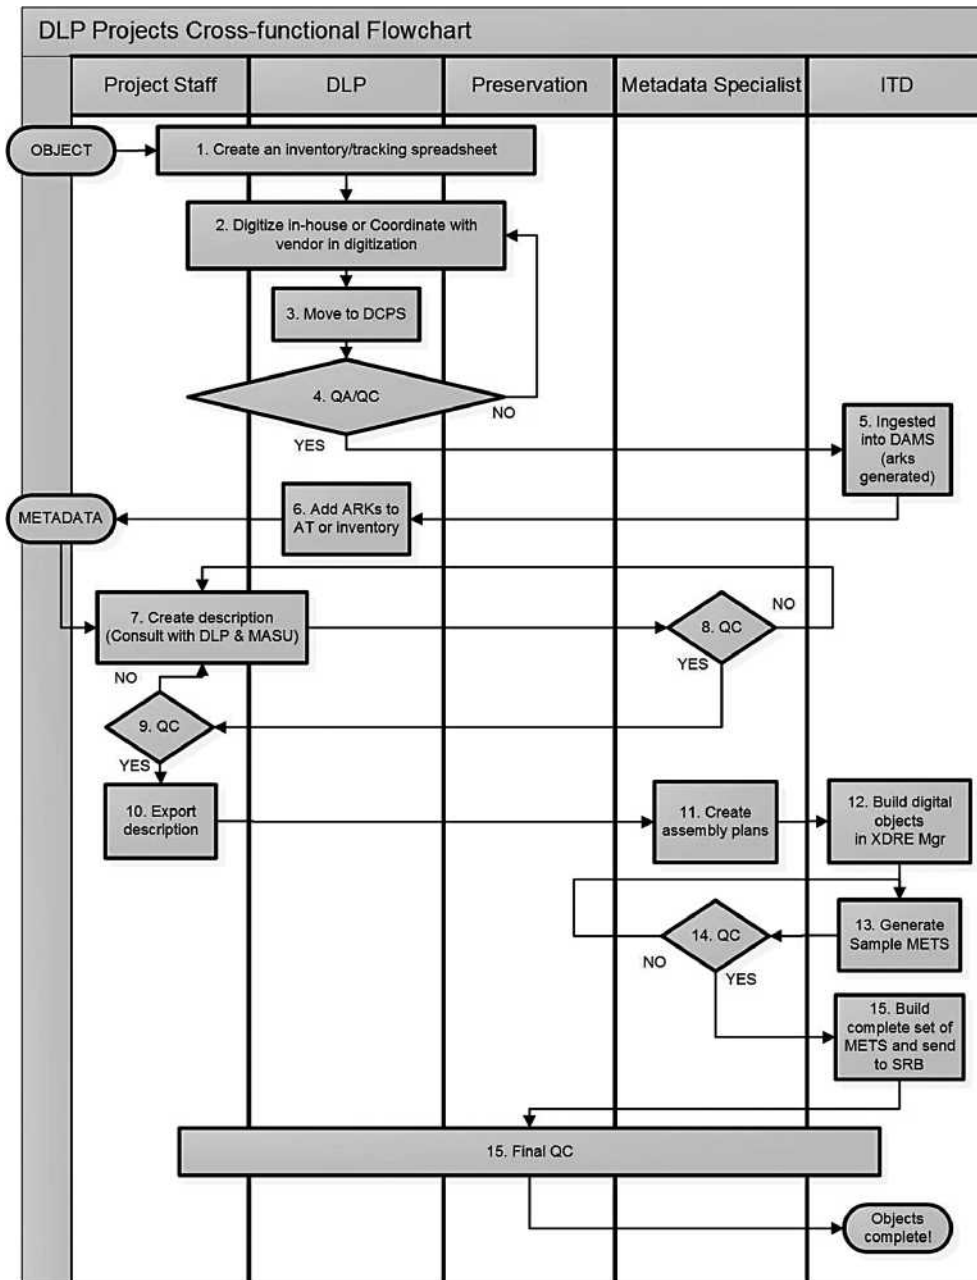 DLP Projects Cross-functional Flowchart
Project Staff
DLP
Preservation
Metadata Specialist
ITD
OBJECT
1. Create an inventory/tracking spreadsheet
2. Digitize in-house or Coordinate with
vendor in digitization
3. Move to DCPS
4. QA/QC
NO
YES
5. Ingested
into DAMS
(arks
generated)
METADATA
6. Add ARKs to
AT or inventory
7. Create description
(Consult with DLP & MASU)
8. QC
NO
YES
NO
9. QC
YES
10. Export
description
11. Create
assembly plans
12. Build digital
objects
in XDRE Mgr
13. Generate
Sample METS
14. QC
NO
YES
15. Build
complete set of
METS and send
to SRB
15. Final QC
Objects
complete!